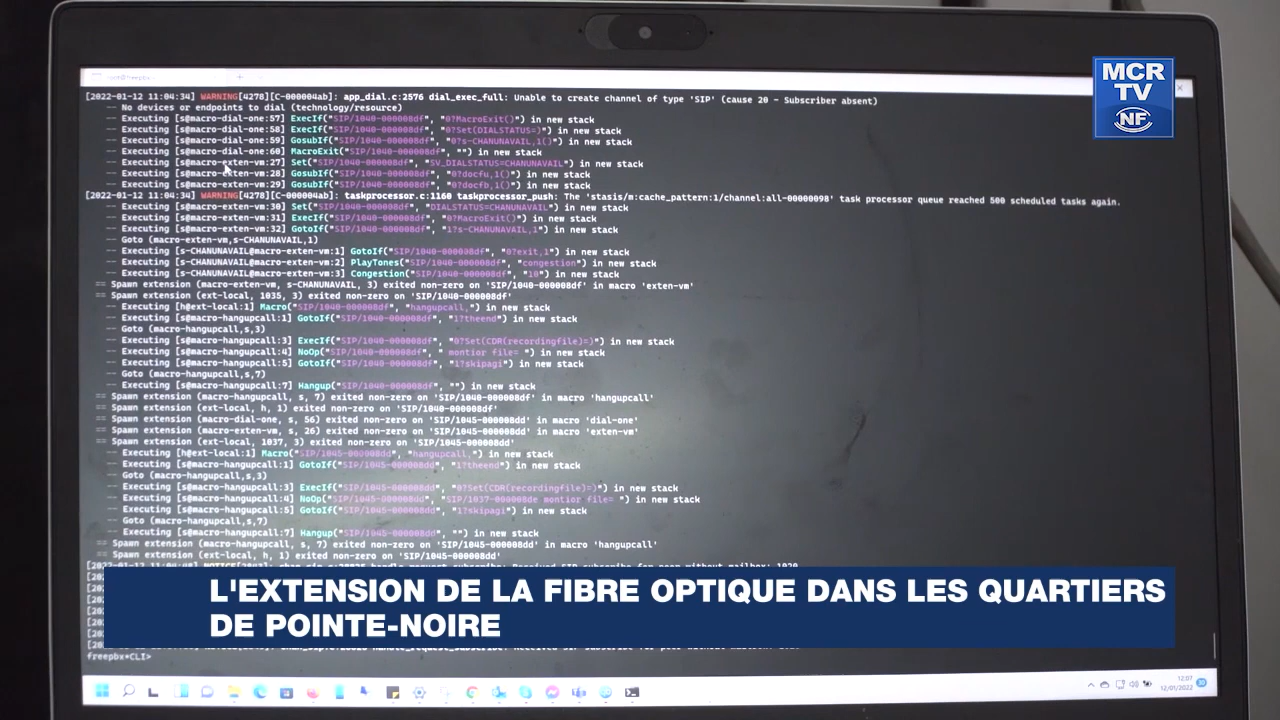 root@freepbx
MCR
TV
NF
[2022-01-12 11:04:34] WARNING[4278][C-000004ab]: app_dial.c:2576 dial_exec_full: Unable to create channel of type 'SIP' (cause 20 - Subscriber absent)
-- No devices or endpoints to dial (technology/resource)
-- Executing [s@macro-dial-one:57] ExecIf("SIP/1040-000008df", "0?MacroExit()") in new stack
-- Executing [s@macro-dial-one:58] ExecIf("SIP/1040-000008df", "0?Set(DIALSTATUS=)") in new stack
-- Executing [s@macro-dial-one:59] GosubIf("SIP/1040-000008df", "0?s-CHANUNAVAIL,1()") in new stack
-- Executing [s@macro-dial-one:60] MacroExit("SIP/1040-000008df", "") in new stack
-- Executing [s@macro-exten-vm:27] Set("SIP/1040-000008df", "SV_DIALSTATUS=CHANUNAVAIL") in new stack
-- Executing [s@macro-exten-vm:28] GosubIf("SIP/1040-000008df", "0?docfu,1()") in new stack
-- Executing [s@macro-exten-vm:29] GosubIf("SIP/1040-000008df", "0?docfb,1()") in new stack
[2022-01-12 11:04:34] WARNING[4278][C-000004ab]: taskprocessor.c:1160 taskprocessor_push: The 'stasis/m:cache_pattern:1/channel:all-00000098' task processor queue reached 500 scheduled tasks again.
-- Executing [s@macro-exten-vm:30] Set("SIP/1040-000008df", "DIALSTATUS=CHANUNAVAIL") in new stack
-- Executing [s@macro-exten-vm:31] ExecIf("SIP/1040-000008df", "0?MacroExit()") in new stack
-- Executing [s@macro-exten-vm:32] GotoIf("SIP/1040-000008df", "1?s-CHANUNAVAIL,1") in new stack
-- Goto (macro-exten-vm,s-CHANUNAVAIL,1)
-- Executing [s-CHANUNAVAIL@macro-exten-vm:1] GotoIf("SIP/1040-000008df", "0?exit,1") in new stack
-- Executing [s-CHANUNAVAIL@macro-exten-vm:2] PlayTones("SIP/1040-000008df", "congestion") in new stack
-- Executing [s-CHANUNAVAIL@macro-exten-vm:3] Congestion("SIP/1040-000008df", "10") in new stack
== Spawn extension (macro-exten-vm, s-CHANUNAVAIL, 3) exited non-zero on 'SIP/1040-000008df' in macro 'exten-vm'
== Spawn extension (ext-local, 1035, 3) exited non-zero on 'SIP/1040-000008df'
-- Executing [h@ext-local:1] Macro("SIP/1040-000008df", "hangupcall,") in new stack
-- Executing [s@macro-hangupcall:1] GotoIf("SIP/1040-000008df", "1?theend") in new stack
-- Goto (macro-hangupcall,s,3)
-- Executing [s@macro-hangupcall:3] ExecIf("SIP/1040-000008df", "0?Set(CDR(recordingfile)=)") in new stack
-- Executing [s@macro-hangupcall:4] NoOp("SIP/1040-000008df", " montior file= ") in new stack
-- Executing [s@macro-hangupcall:5] GotoIf("SIP/1040-000008df", "1?skipagi") in new stack
-- Goto (macro-hangupcall,s,7)
-- Executing [s@macro-hangupcall:7] Hangup("SIP/1040-000008df", "") in new stack
== Spawn extension (macro-hangupcall, s, 7) exited non-zero on 'SIP/1040-000008df' in macro 'hangupcall'
== Spawn extension (ext-local, h, 1) exited non-zero on 'SIP/1040-000008df'
== Spawn extension (macro-dial-one, s, 56) exited non-zero on 'SIP/1045-000008dd' in macro 'dial-one'
== Spawn extension (macro-exten-vm, s, 26) exited non-zero on 'SIP/1045-000008dd' in macro 'exten-vm'
== Spawn extension (ext-local, 1037, 3) exited non-zero on 'SIP/1045-000008dd'
-- Executing [h@ext-local:1] Macro("SIP/1045-000008dd", "hangupcall,") in new stack
-- Executing [s@macro-hangupcall:1] GotoIf("SIP/1045-000008dd", "1?theend") in new stack
-- Goto (macro-hangupcall,s,3)
-- Executing [s@macro-hangupcall:3] ExecIf("SIP/1045-000008dd", "0?Set(CDR(recordingfile)=)") in new stack
-- Executing [s@macro-hangupcall:4] NoOp("SIP/1045-000008dd", "SIP/1037-000008de montior file= ") in new stack
-- Executing [s@macro-hangupcall:5] GotoIf("SIP/1045-000008dd", "1?skipagi") in new stack
-- Goto (macro-hangupcall,s,7)
-- Executing [s@macro-hangupcall:7] Hangup("SIP/1045-000008dd", "") in new stack
== Spawn extension (macro-hangupcall, s, 7) exited non-zero on 'SIP/1045-000008dd' in macro 'hangupcall'
== Spawn extension (ext-local, h, 1) exited non-zero on 'SIP/1045-000008dd'
L'EXTENSION DE LA FIBRE OPTIQUE DANS LES QUARTIERS
DE POINTE-NOIRE
freepbx*CLI>
12:07
12/01/2022